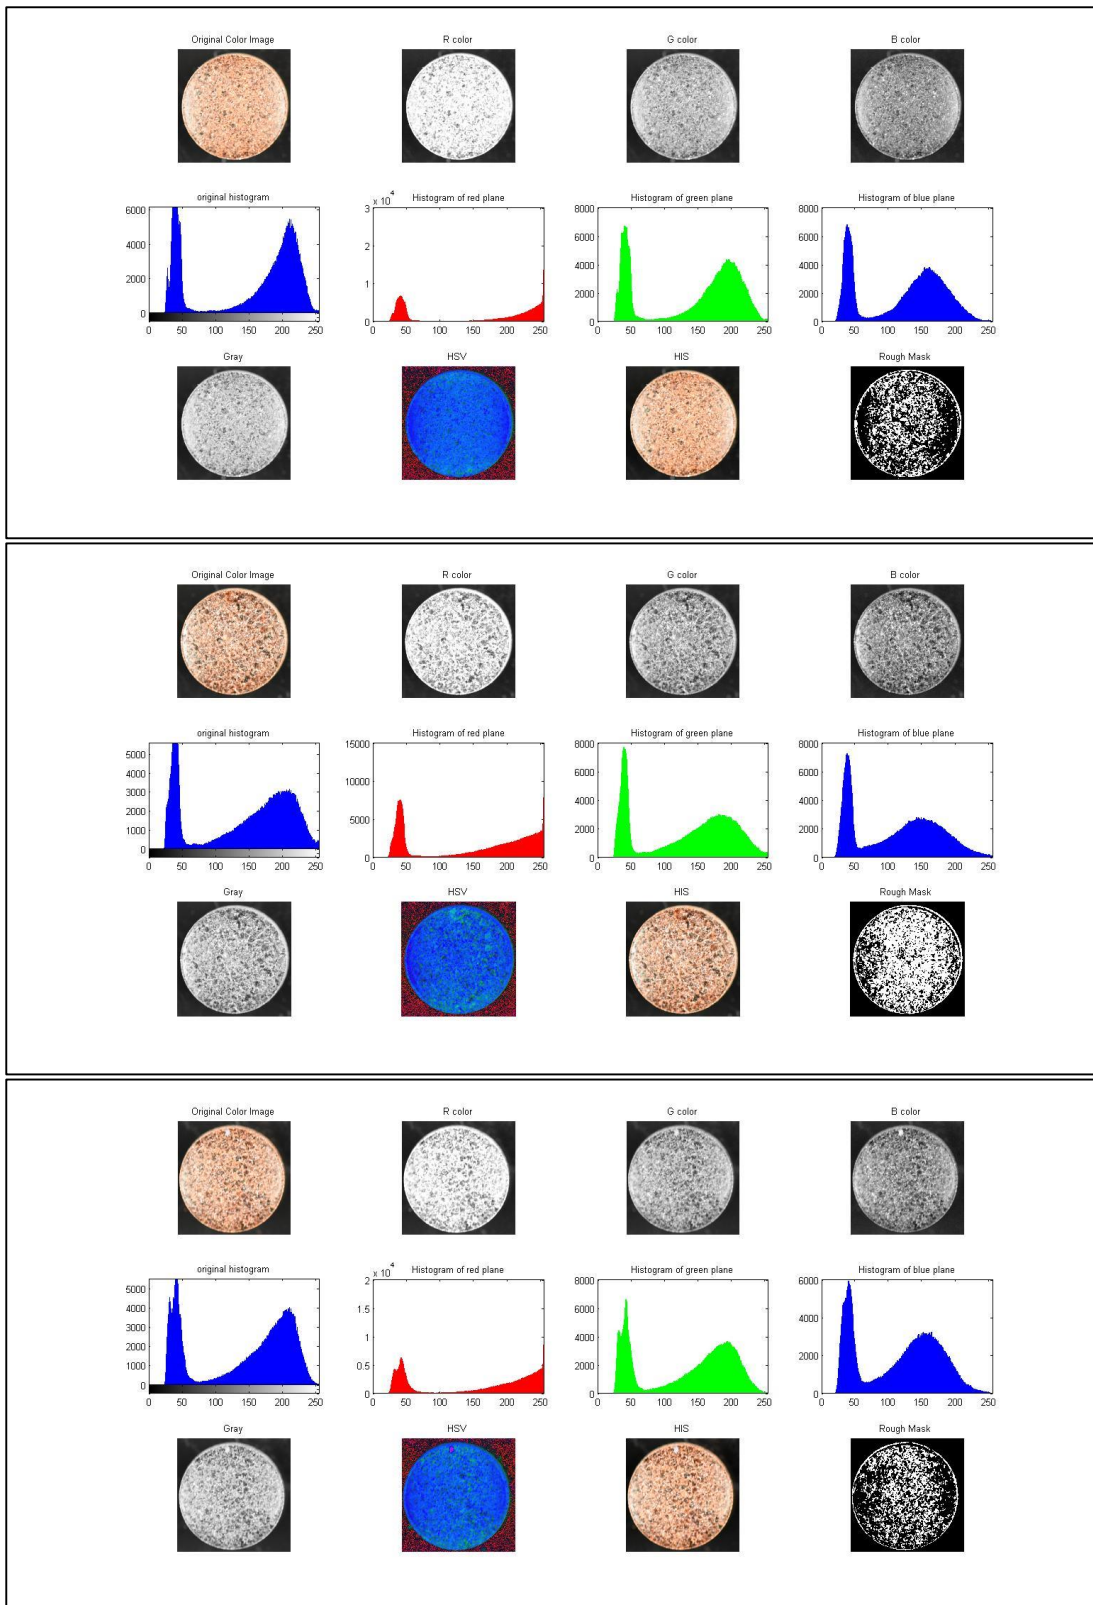 Original Color Image R color G color B color
original histogram Histogram of red plane Histogram of green plane Histogram of blue plane
6000 4000 2000 0
0 50 100 150 200 250
× 10^4
3 2 1 0
0 50 100 150 200 250
8000 6000 4000 2000 0
0 50 100 150 200 250
8000 6000 4000 2000 0
0 50 100 150 200 250
Gray HSV HIS Rough Mask
Original Color Image R color G color B color
original histogram Histogram of red plane Histogram of green plane Histogram of blue plane
5000 4000 3000 2000 1000 0
0 50 100 150 200 250
15000 10000 5000 0
0 50 100 150 200 250
8000 6000 4000 2000 0
0 50 100 150 200 250
8000 6000 4000 2000 0
0 50 100 150 200 250
Gray HSV HIS Rough Mask
Original Color Image R color G color B color
original histogram Histogram of red plane Histogram of green plane Histogram of blue plane
5000 4000 3000 2000 1000 0
0 50 100 150 200 250
× 10^4
2 1.5 1 0.5 0
0 50 100 150 200 250
8000 6000 4000 2000 0
0 50 100 150 200 250
6000 5000 4000 3000 2000 1000 0
0 50 100 150 200 250
Gray HSV HIS Rough Mask